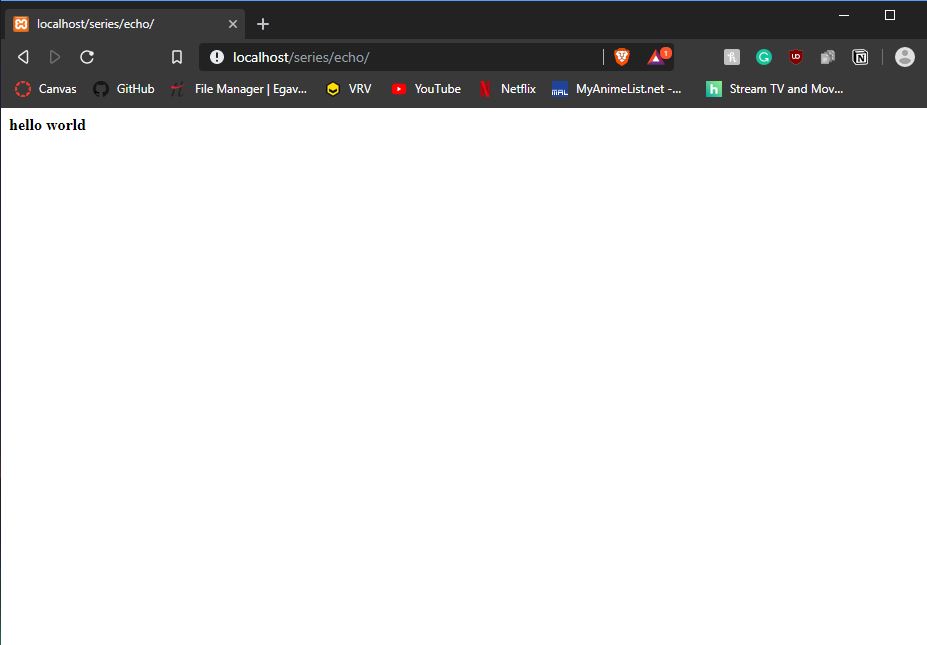 localhost/series/echo/
localhost/series/echo/
1
Canvas GitHub File Manager | Egav... VRV YouTube Netflix MyAnimeList.net -... Stream TV and Mov...
hello world